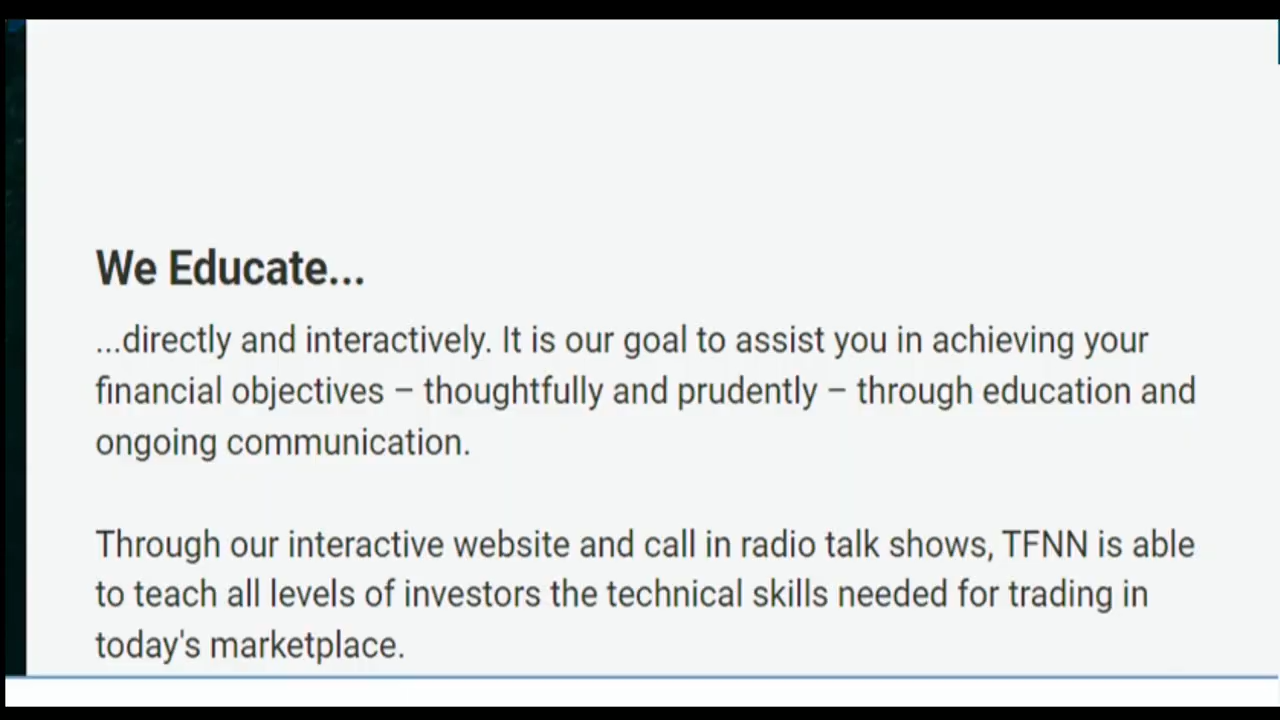 We Educate...
...directly and interactively. It is our goal to assist you in achieving your
financial objectives – thoughtfully and prudently – through education and
ongoing communication.
Through our interactive website and call in radio talk shows, TFNN is able
to teach all levels of investors the technical skills needed for trading in
today's marketplace.